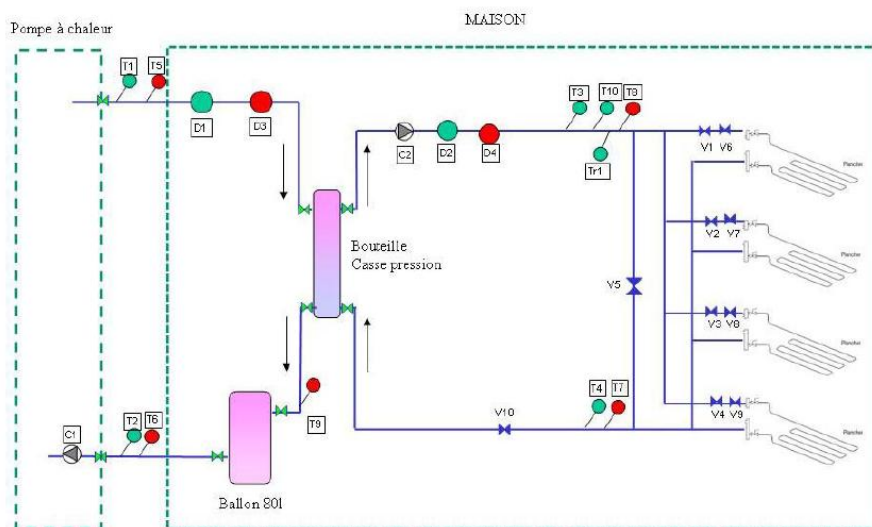 MAISON
Pompe à chaleur
T1
T5
D1
D3
C2
D2
D4
T3
T10
T8
Tr1
V1
V6
Plancher
Bouteille
Casse pression
V2
V7
Plancher
V5
V3
V8
Plancher
T9
V10
T4
T7
V4
V9
Plancher
C1
T2
T6
Ballon 80l